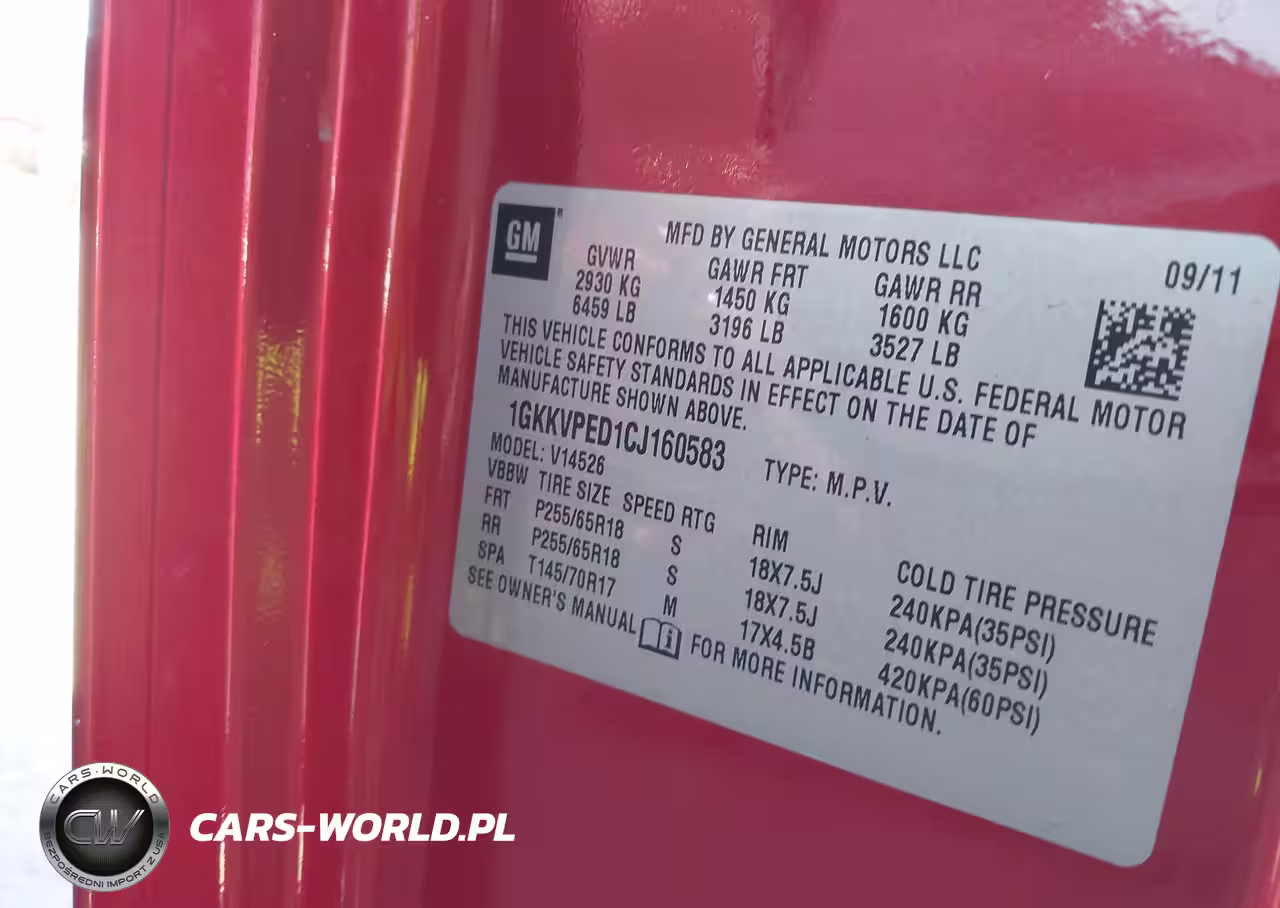 GM
MFD BY GENERAL MOTORS LLC 09/11
GVWR GAWR FRT GAWR RR
2930 KG 1450 KG 1600 KG
6459 LB 3196 LB 3527 LB
THIS VEHICLE CONFORMS TO ALL APPLICABLE U.S. FEDERAL MOTOR
VEHICLE SAFETY STANDARDS IN EFFECT ON THE DATE OF
MANUFACTURE SHOWN ABOVE.
1GKKVPED1CJ160583 TYPE: M.P.V.
MODEL: V14526
VBBW TIRE SIZE SPEED RTG RIM COLD TIRE PRESSURE
FRT P255/65R18 S 18X7.5J 240KPA(35PSI)
RR P255/65R18 S 18X7.5J 240KPA(35PSI)
SPA T145/70R17 M 17X4.5B 420KPA(60PSI)
SEE OWNER'S MANUAL FOR MORE INFORMATION.
CARS-WORLD
CW
BEZPOŚREDNI IMPORT Z USA
CARS-WORLD.PL